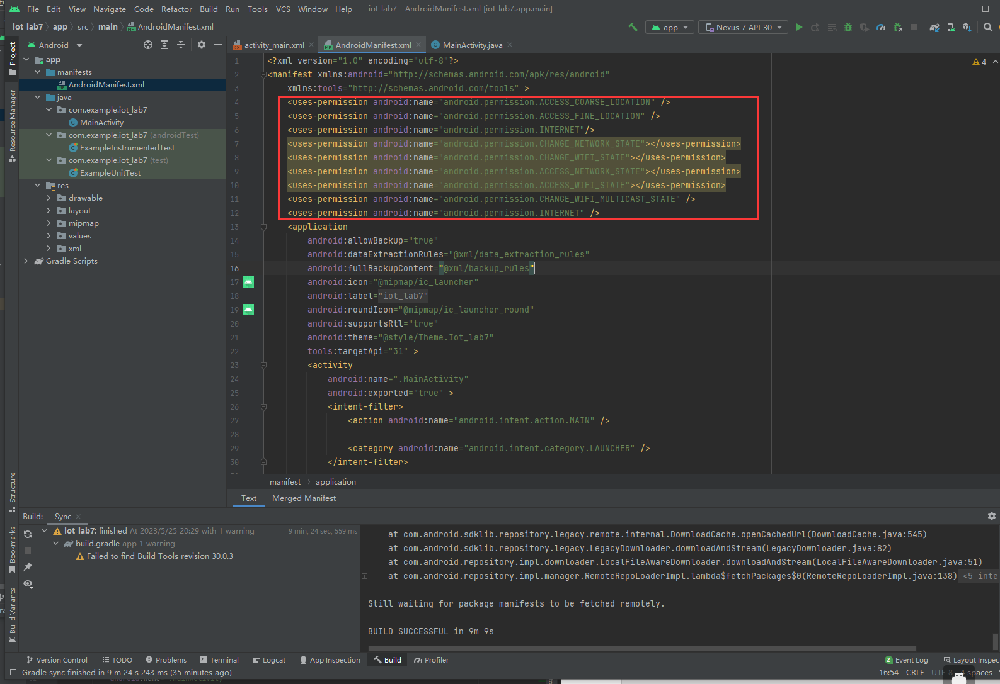 File Edit View Navigate Code Refactor Build Run Tools VCS Window Help iot_lab7 - AndroidManifest.xml [iot_lab7.app.main]
iot_lab7 app src main AndroidManifest.xml app Nexus 7 API 30
Project
Resource Manager
Structure
Bookmarks
Build Variants
Android
app
manifests
AndroidManifest.xml
java
com.example.iot_lab7
MainActivity
com.example.iot_lab7 (androidTest)
ExampleInstrumentedTest
com.example.iot_lab7 (test)
ExampleUnitTest
res
drawable
layout
mipmap
values
xml
Gradle Scripts
activity_main.xml AndroidManifest.xml MainActivity.java
4
1 <?xml version="1.0" encoding="utf-8"?>
2 <manifest xmlns:android="http://schemas.android.com/apk/res/android"
3 xmlns:tools="http://schemas.android.com/tools" >
4 <uses-permission android:name="android.permission.ACCESS_COARSE_LOCATION" />
5 <uses-permission android:name="android.permission.ACCESS_FINE_LOCATION" />
6 <uses-permission android:name="android.permission.INTERNET"/>
7 <uses-permission android:name="android.permission.CHANGE_NETWORK_STATE"></uses-permission>
8 <uses-permission android:name="android.permission.CHANGE_WIFI_STATE"></uses-permission>
9 <uses-permission android:name="android.permission.ACCESS_NETWORK_STATE"></uses-permission>
10 <uses-permission android:name="android.permission.ACCESS_WIFI_STATE"></uses-permission>
11 <uses-permission android:name="android.permission.CHANGE_WIFI_MULTICAST_STATE" />
12 <uses-permission android:name="android.permission.INTERNET" />
13 <application
14 android:allowBackup="true"
15 android:dataExtractionRules="@xml/data_extraction_rules"
16 android:fullBackupContent="@xml/backup_rules"
17 android:icon="@mipmap/ic_launcher"
18 android:label="iot_lab7"
19 android:roundIcon="@mipmap/ic_launcher_round"
20 android:supportsRtl="true"
21 android:theme="@style/Theme.Iot_lab7"
22 tools:targetApi="31" >
23 <activity
24 android:name=".MainActivity"
25 android:exported="true" >
26 <intent-filter>
27 <action android:name="android.intent.action.MAIN" />
28
29 <category android:name="android.intent.category.LAUNCHER" />
30 </intent-filter>
manifest application
Text Merged Manifest
Build: Sync
iot_lab7: finished At 2023/5/25 20:29 with 1 warning 9 min, 24 sec, 559 ms
build.gradle app 1 warning
Failed to find Build Tools revision 30.0.3
at com.android.sdklib.repository.legacy.remote.internal.DownloadCache.openCachedUrl(DownloadCache.java:545)
at com.android.sdklib.repository.legacy.LegacyDownloader.downloadAndStream(LegacyDownloader.java:82)
at com.android.repository.impl.downloader.LocalFileAwareDownloader.downloadAndStream(LocalFileAwareDownloader.java:51)
at com.android.repository.impl.manager.RemoteRepoLoaderImpl.lambda$fetchPackages$0(RemoteRepoLoaderImpl.java:138) <5 inte
Still waiting for package manifests to be fetched remotely.
BUILD SUCCESSFUL in 9m 9s
Version Control TODO Problems Terminal Logcat App Inspection Build Profiler 2 Event Log Layout Inspec
Gradle sync finished in 9 m 24 s 243 ms (35 minutes ago) 16:54 CRLF UTF-8 4 spaces